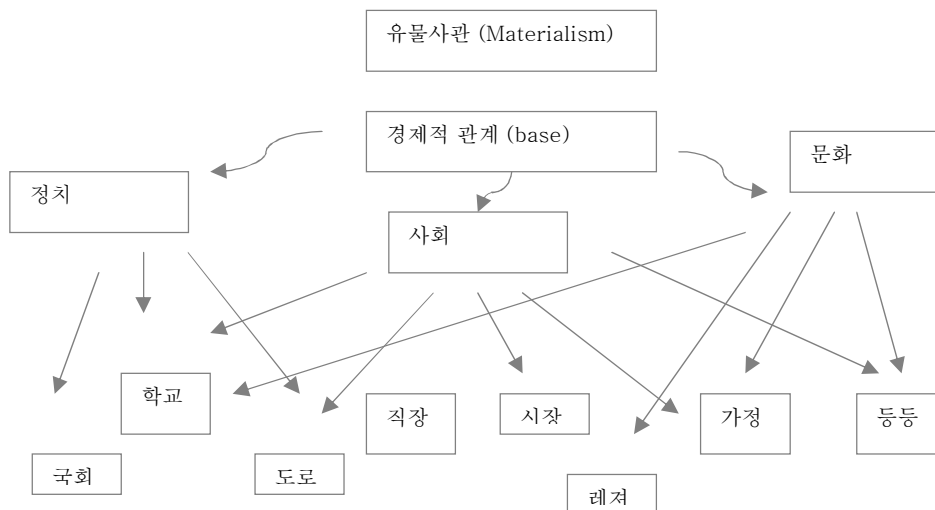 유물사관 (Materialism)
경제적 관계 (base)
문화
정치
사회
학교
직장
시장
가정
등등
국회
도로
레져